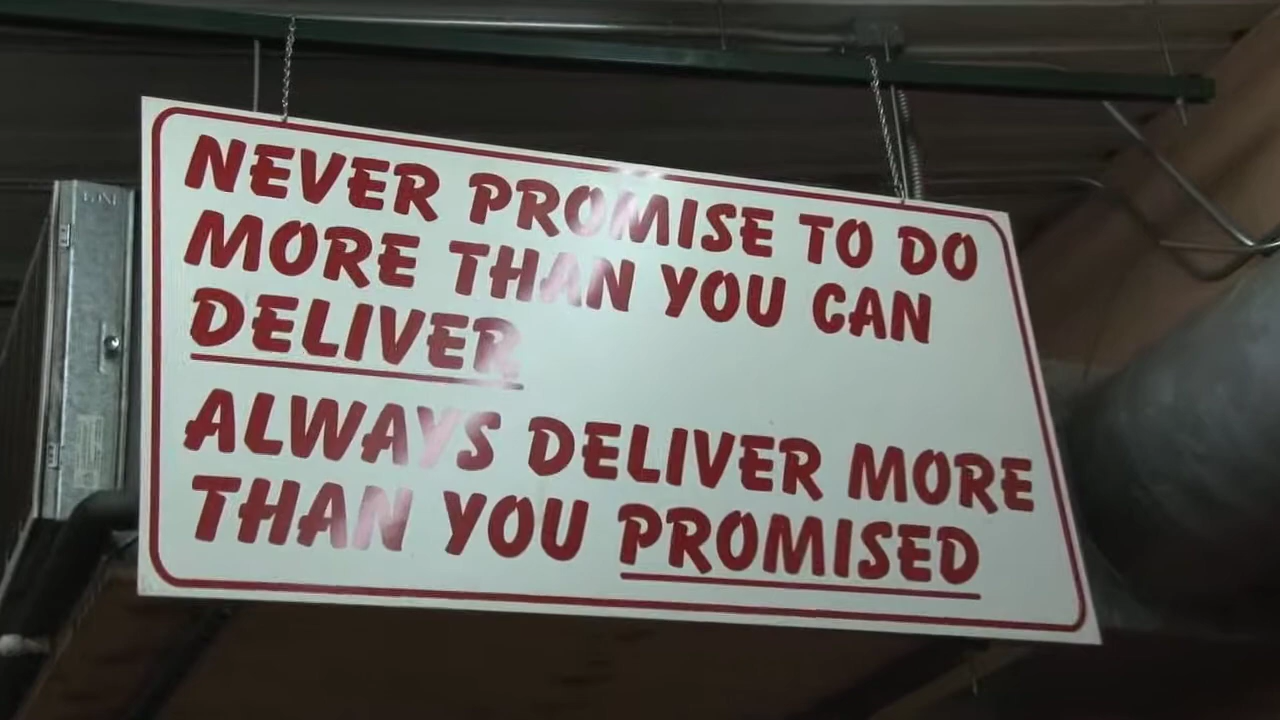 NEVER PROMISE TO DO
MORE THAN YOU CAN
DELIVER
ALWAYS DELIVER MORE
THAN YOU PROMISED